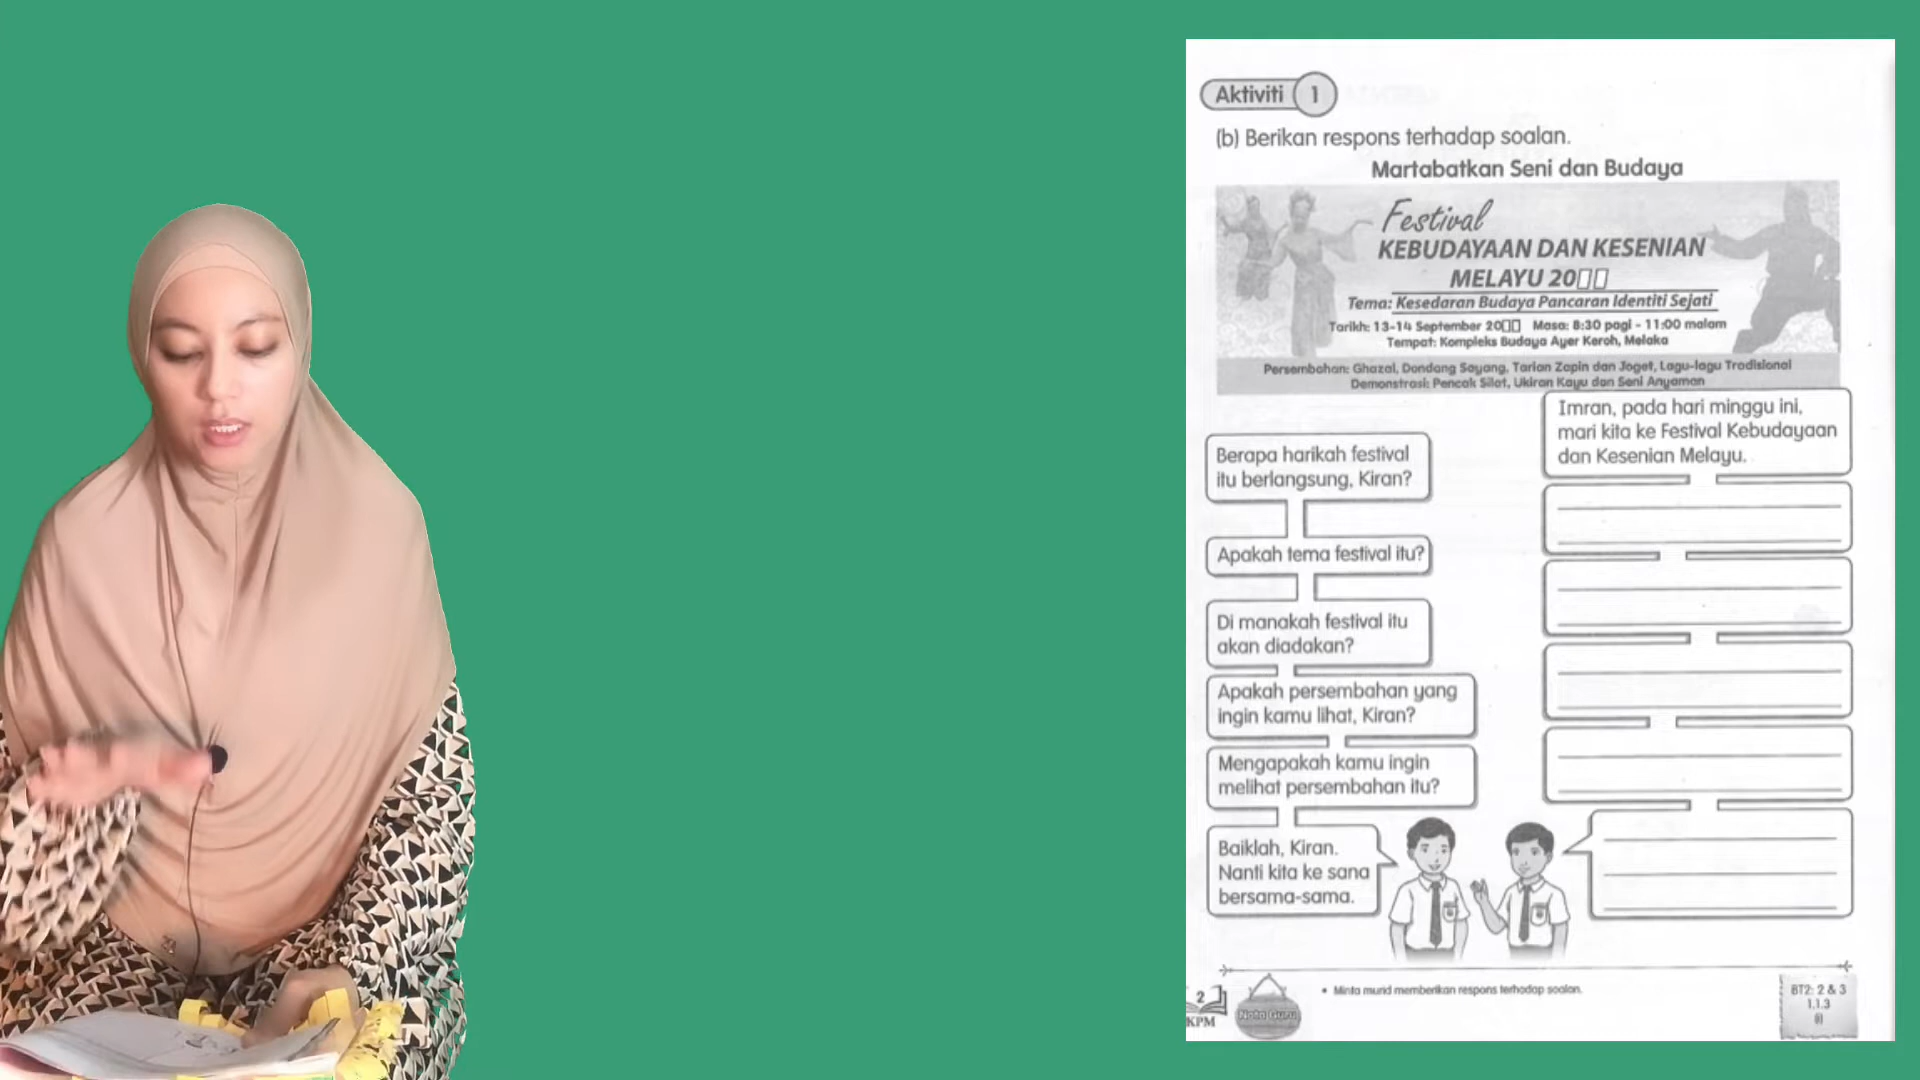 Aktiviti 1
(b) Berikan respons terhadap soalan.
Martabatkan Seni dan Budaya
Festival
KEBUDAYAAN DAN KESENIAN
MELAYU 20▯▯
Tema: Kesedaran Budaya Pancaran Identiti Sejati
Tarikh: 13-14 September 20▯▯ Masa: 8:30 pagi - 11:00 malam
Tempat: Kompleks Budaya Ayer Keroh, Melaka
Persembahan: Ghazal, Dondang Sayang, Tarian Zapin dan Joget, Lagu-lagu Tradisional
Demonstrasi: Pencak Silat, Ukiran Kayu dan Seni Anyaman
Imran, pada hari minggu ini,
mari kita ke Festival Kebudayaan
dan Kesenian Melayu.
Berapa harikah festival
itu berlangsung, Kiran?
Apakah tema festival itu?
Di manakah festival itu
akan diadakan?
Apakah persembahan yang
ingin kamu lihat, Kiran?
Mengapakah kamu ingin
melihat persembahan itu?
Baiklah, Kiran.
Nanti kita ke sana
bersama-sama.
2
KPM
Nota Guru
• Minta murid memberikan respons terhadap soalan.
BT2: 2 & 3
1.1.3
(i)